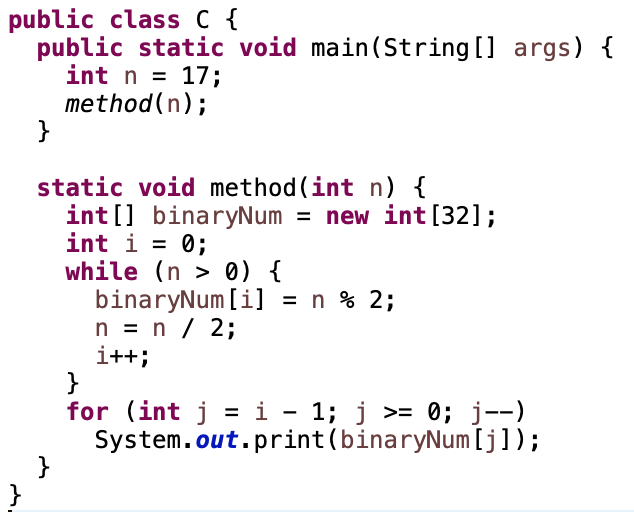 public class C {
  public static void main(String[] args) {
    int n = 17;
    method(n);
  }

  static void method(int n) {
    int[] binaryNum = new int[32];
    int i = 0;
    while (n > 0) {
      binaryNum[i] = n % 2;
      n = n / 2;
      i++;
    }
    for (int j = i - 1; j >= 0; j--)
      System.out.print(binaryNum[j]);
  }
}